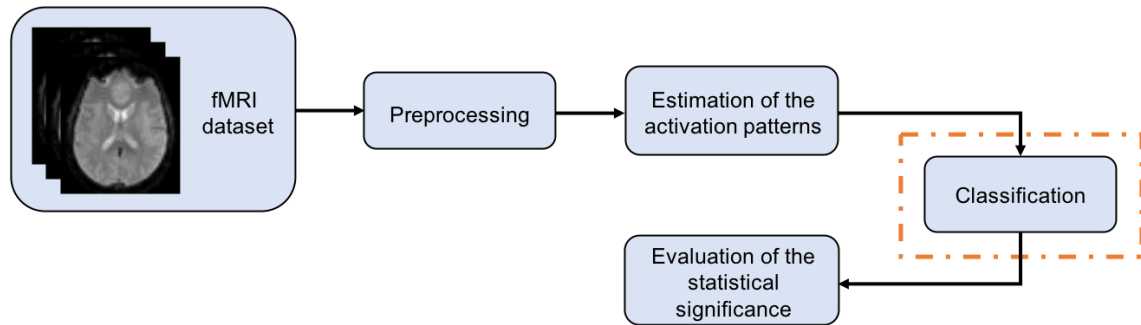 fMRI
dataset
Preprocessing
Estimation of the
activation patterns
Classification
Evaluation of the
statistical
significance